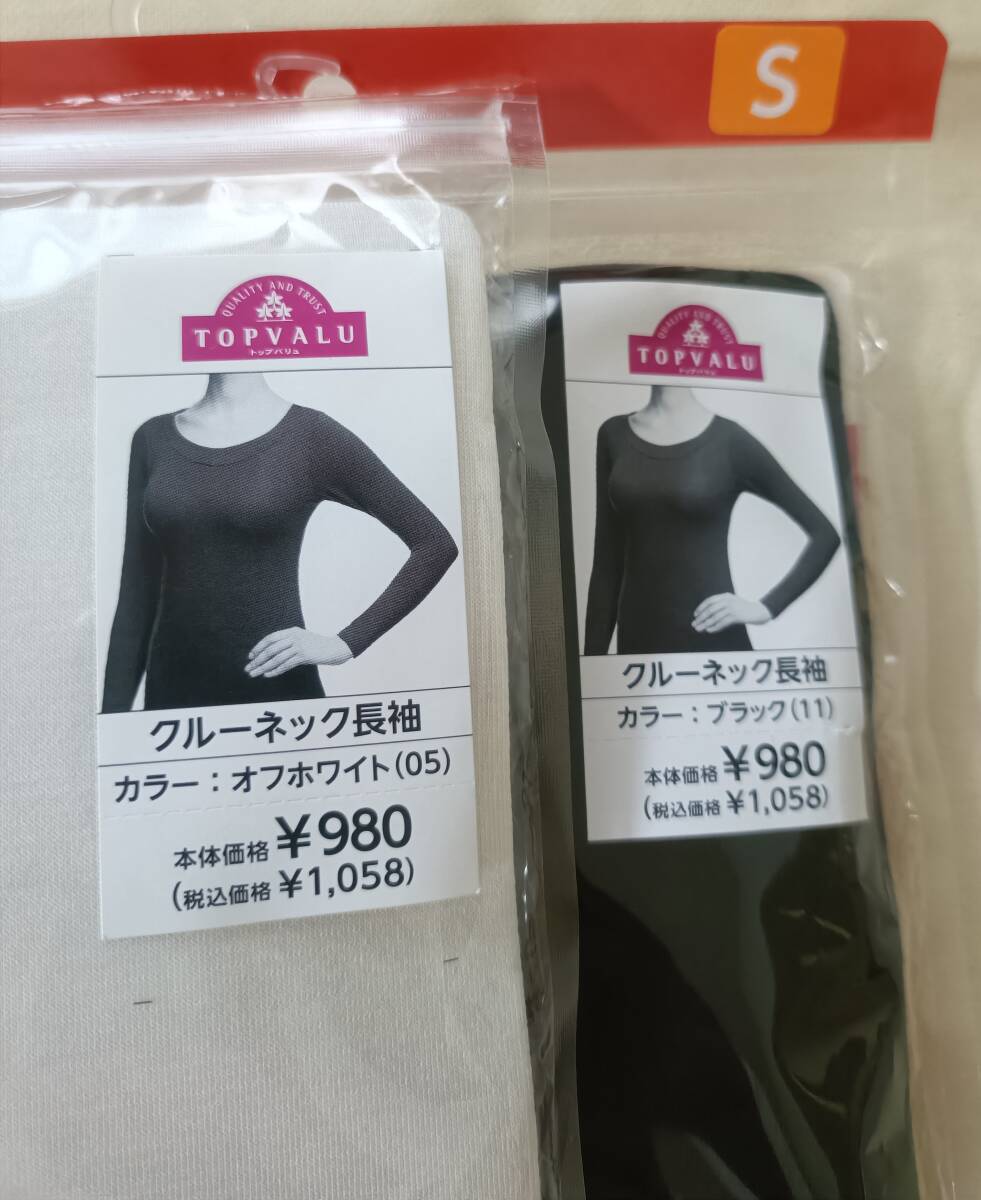 S
QUALITY AND TRUST
TOPVALU
トップバリュ
クルーネック長袖
カラー：オフホワイト(05)
本体価格 ¥980
(税込価格 ¥1,058)
QUALITY AND TRUST
TOPVALU
トップバリュ
クルーネック長袖
カラー：ブラック(11)
本体価格 ¥980
(税込価格 ¥1,058)